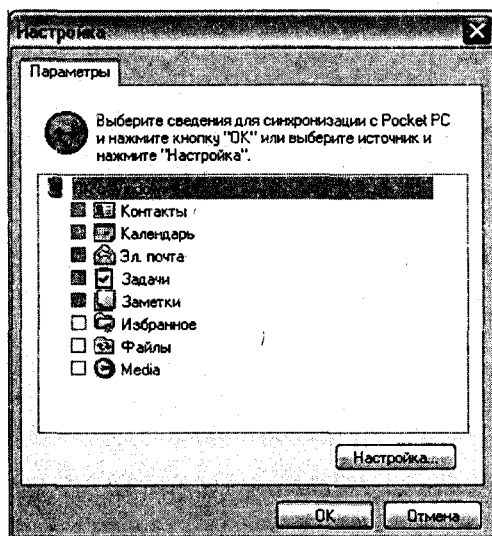 Настройка
Параметры
Выберите сведения для синхронизации с Pocket PC
и нажмите кнопку "OK" или выберите источник и
нажмите "Настройка".
Контакты
Календарь
Эл. почта
Задачи
Заметки
Избранное
Файлы
Media
Настройка...
OK
Отмена